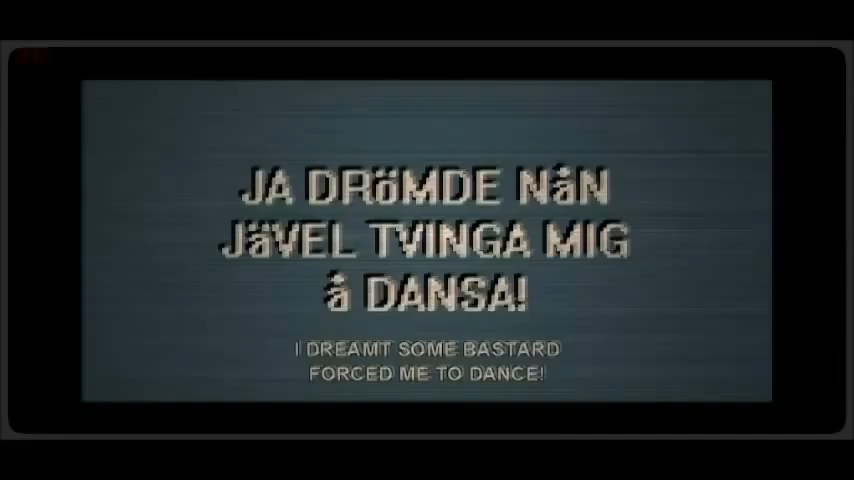 JA DRöMDE NåN
JäVEL TVINGA MIG
å DANSA!
I DREAMT SOME BASTARD
FORCED ME TO DANCE!